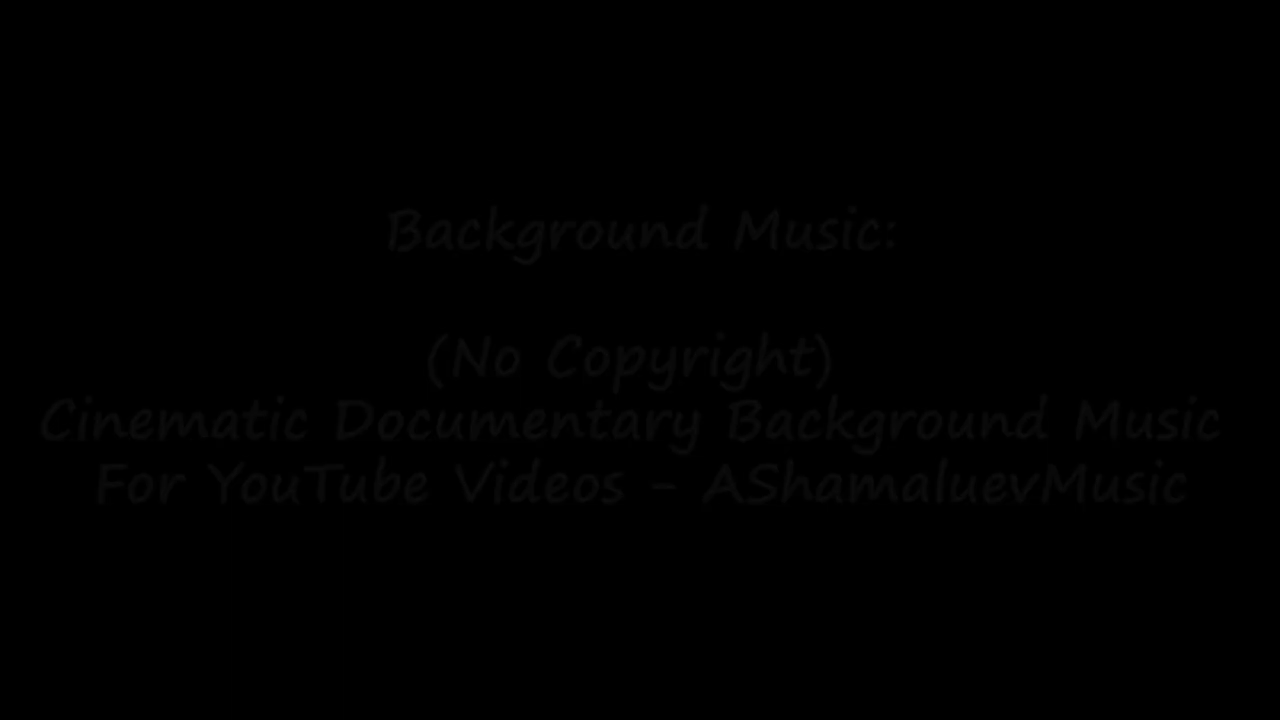 Background Music:
(No Copyright)
Cinematic Documentary Background Music
For YouTube Videos - AShamaluevMusic